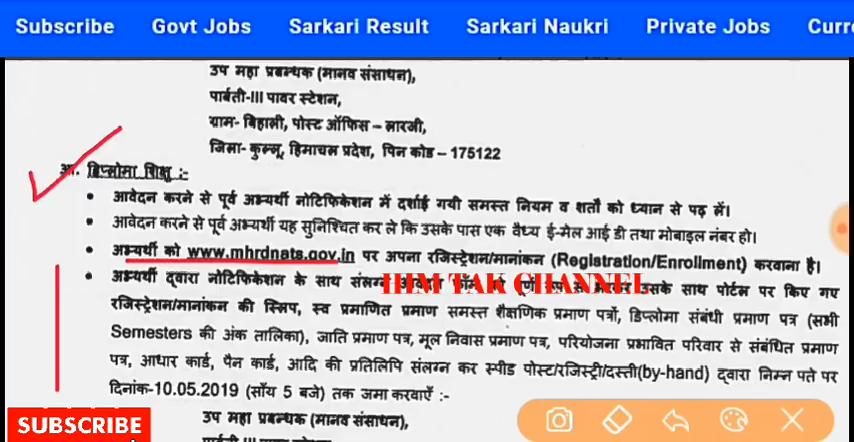 Subscribe Govt Jobs Sarkari Result Sarkari Naukri Private Jobs Curre
उप महा प्रबन्धक (मानव संसाधन),
पार्वती-III पावर स्टेशन,
ग्राम- बिहाली, पोस्ट ऑफिस – लारजी,
जिला- कुल्लू, हिमाचल प्रदेश, पिन कोड – 175122
आ. डिप्लोमा शिक्षु :-
• आवेदन करने से पूर्व अभ्यर्थी नोटिफिकेशन में दर्शाई गयी समस्त नियम व शर्तों को ध्यान से पढ़ लें।
• आवेदन करने से पूर्व अभ्यर्थी यह सुनिश्चित कर ले कि उसके पास एक वैध्य ई-मेल आई डी तथा मोबाइल नंबर हो।
• अभ्यर्थी को www.mhrdnats.gov.in पर अपना रजिस्ट्रेशन/मानांकन (Registration/Enrollment) करवाना है।
• अभ्यर्थी द्वारा नोटिफिकेशन के साथ संलग्न उसके साथ पोर्टल पर किए गए
HIM TAK CHANNEL
रजिस्ट्रेशन/मानांकन की स्लिप, स्व प्रमाणित प्रमाण समस्त शैक्षणिक प्रमाण पत्रों, डिप्लोमा संबंधी प्रमाण पत्र (सभी
Semesters की अंक तालिका), जाति प्रमाण पत्र, मूल निवास प्रमाण पत्र, परियोजना प्रभावित परिवार से संबंधित प्रमाण
पत्र, आधार कार्ड, पैन कार्ड, आदि की प्रतिलिपि संलग्न कर स्पीड पोस्ट/रजिस्ट्री/दस्ती(by-hand) द्वारा निम्न पते पर
दिनांक-10.05.2019 (साँय 5 बजे) तक जमा करवाएँ :-
उप महा प्रबन्धक (मानव संसाधन),
SUBSCRIBE